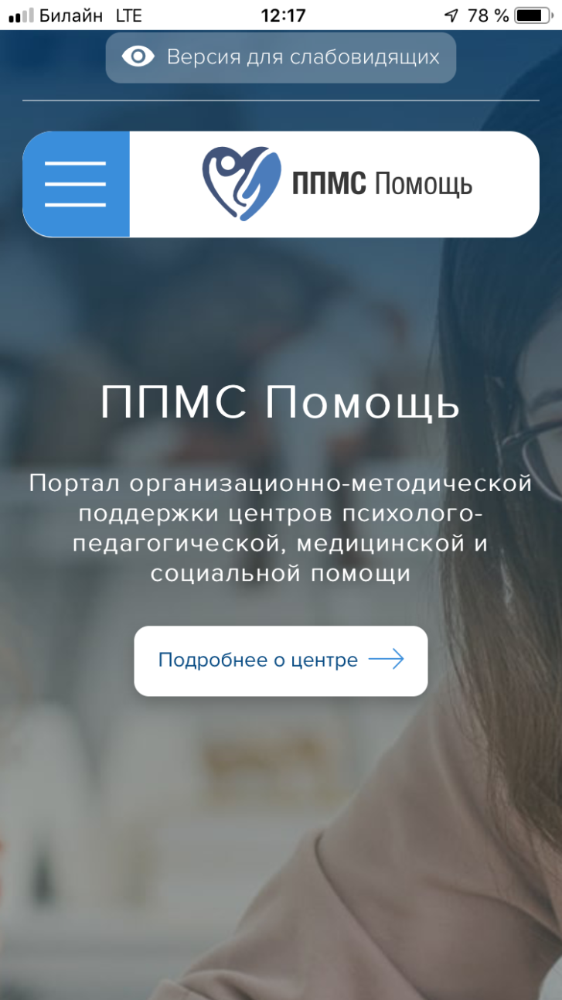 Билайн LTE 12:17 78 %
Версия для слабовидящих
ППМС Помощь
ППМС Помощь
Портал организационно-методической
поддержки центров психолого-
педагогической, медицинской и
социальной помощи
Подробнее о центре